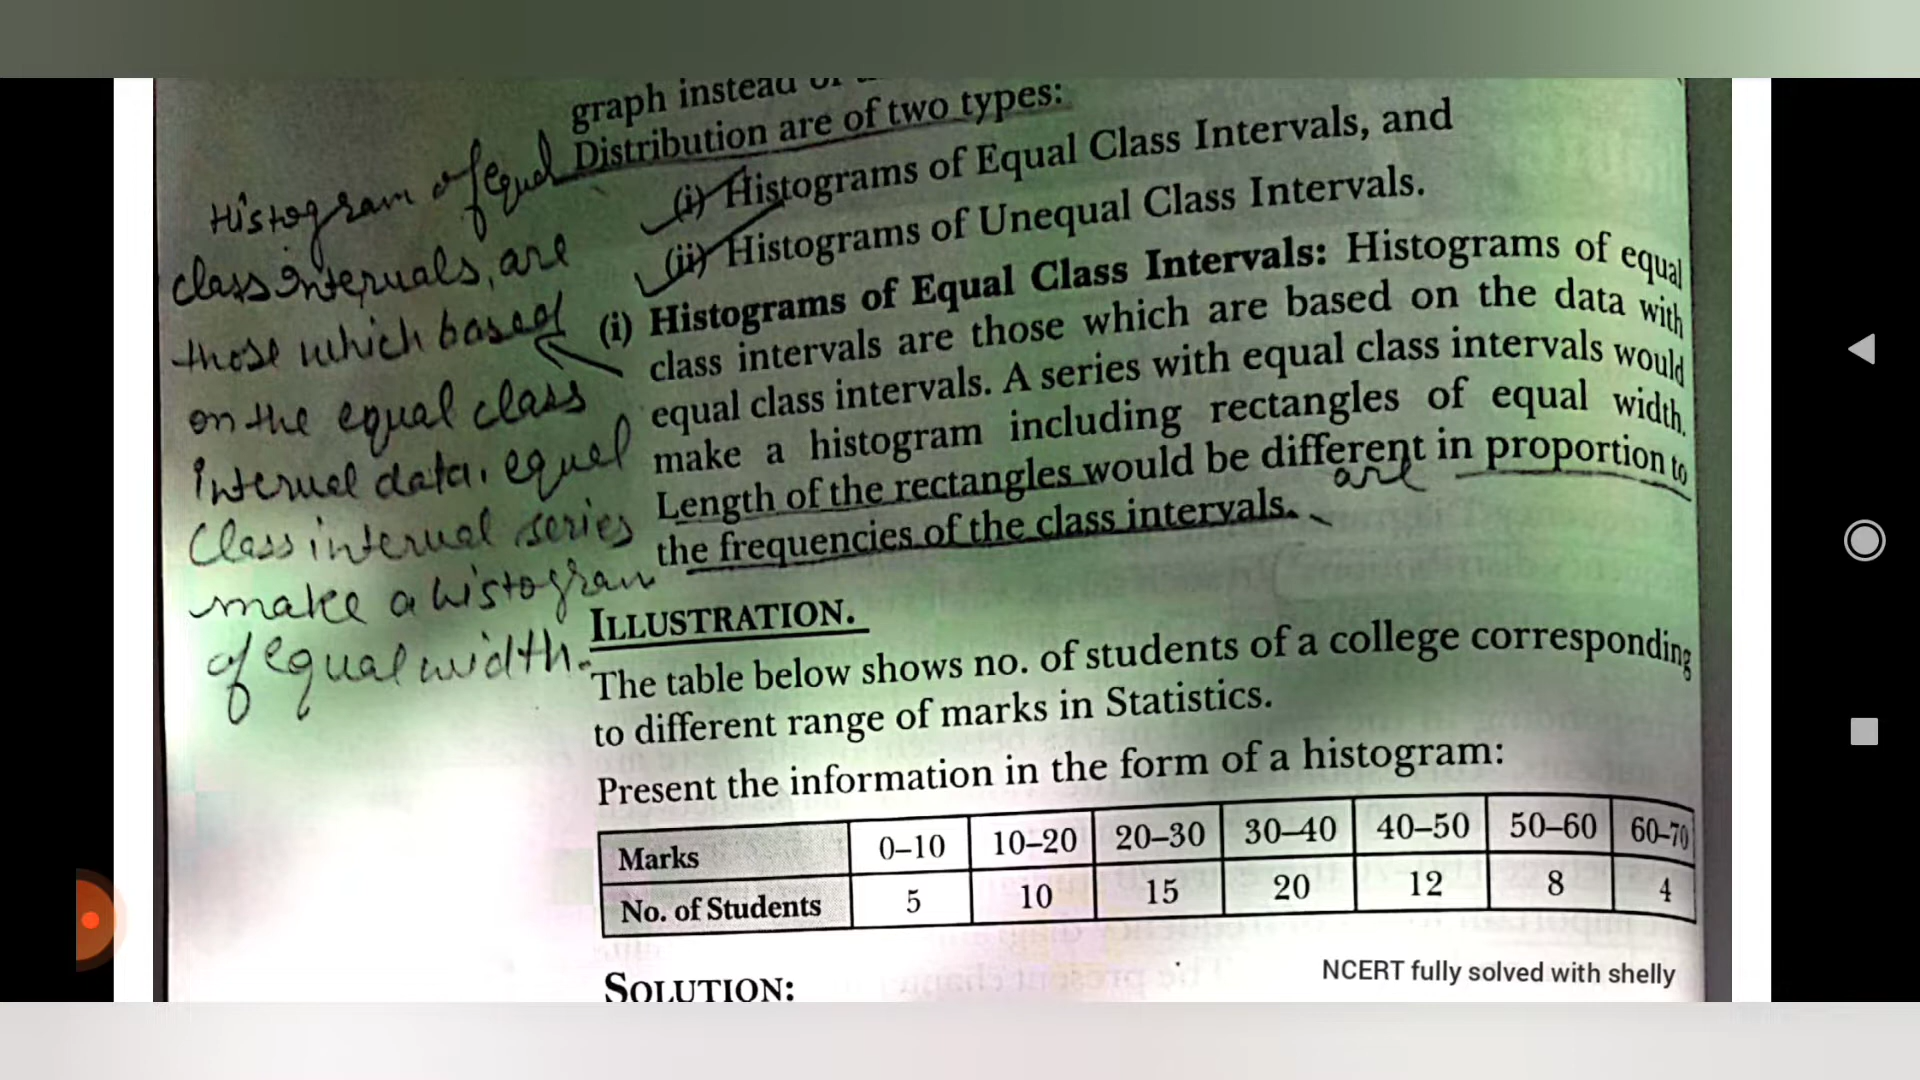 graph instead
Distribution are of two types:
(i) Histograms of Equal Class Intervals, and
(ii) Histograms of Unequal Class Intervals.
(i) Histograms of Equal Class Intervals: Histograms of equal
class intervals are those which are based on the data with
equal class intervals. A series with equal class intervals would
make a histogram including rectangles of equal width.
Length of the rectangles would be different in proportion to
are
the frequencies of the class intervals.
Histogram of equal
class intervals, are
those which based
on the equal class
interval data. equal
class interval series
make a histogram
of equal width.
ILLUSTRATION.
The table below shows no. of students of a college corresponding
to different range of marks in Statistics.
Present the information in the form of a histogram:
Marks 0–10 10–20 20–30 30–40 40–50 50–60 60–70
No. of Students 5 10 15 20 12 8 4
SOLUTION:
NCERT fully solved with shelly